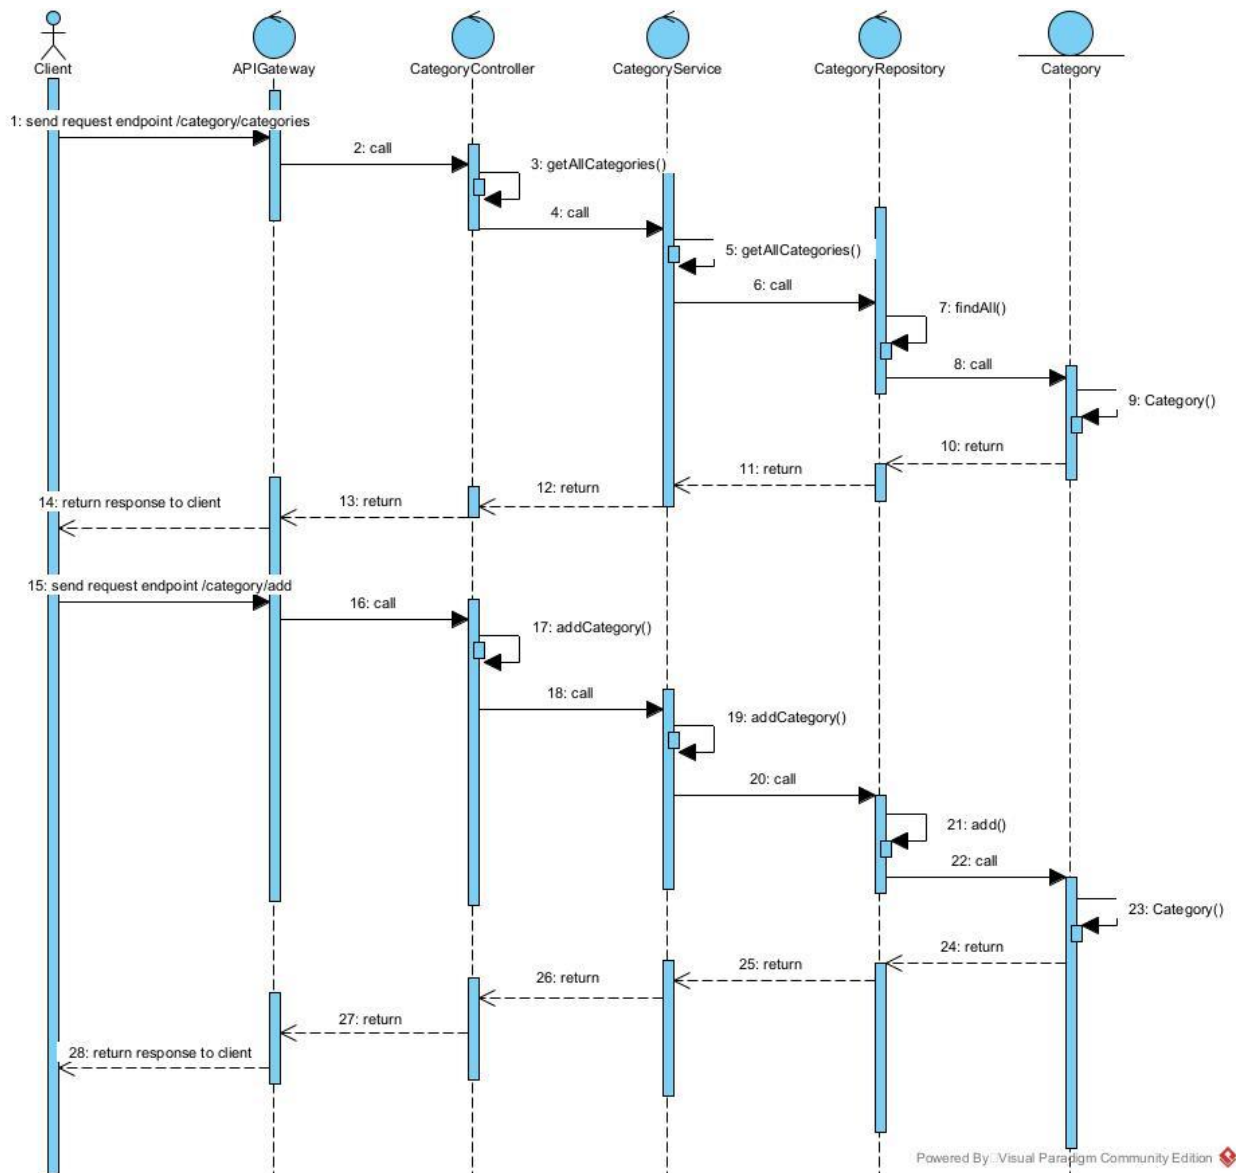 Client
APIGateway
CategoryController
CategoryService
CategoryRepository
Category
1: send request endpoint /category/categories
2: call
3: getAllCategories()
4: call
5: getAllCategories()
6: call
7: findAll()
8: call
9: Category()
10: return
11: return
12: return
13: return
14: return response to client
15: send request endpoint /category/add
16: call
17: addCategory()
18: call
19: addCategory()
20: call
21: add()
22: call
23: Category()
24: return
25: return
26: return
27: return
28: return response to client
Powered By Visual Paradigm Community Edition